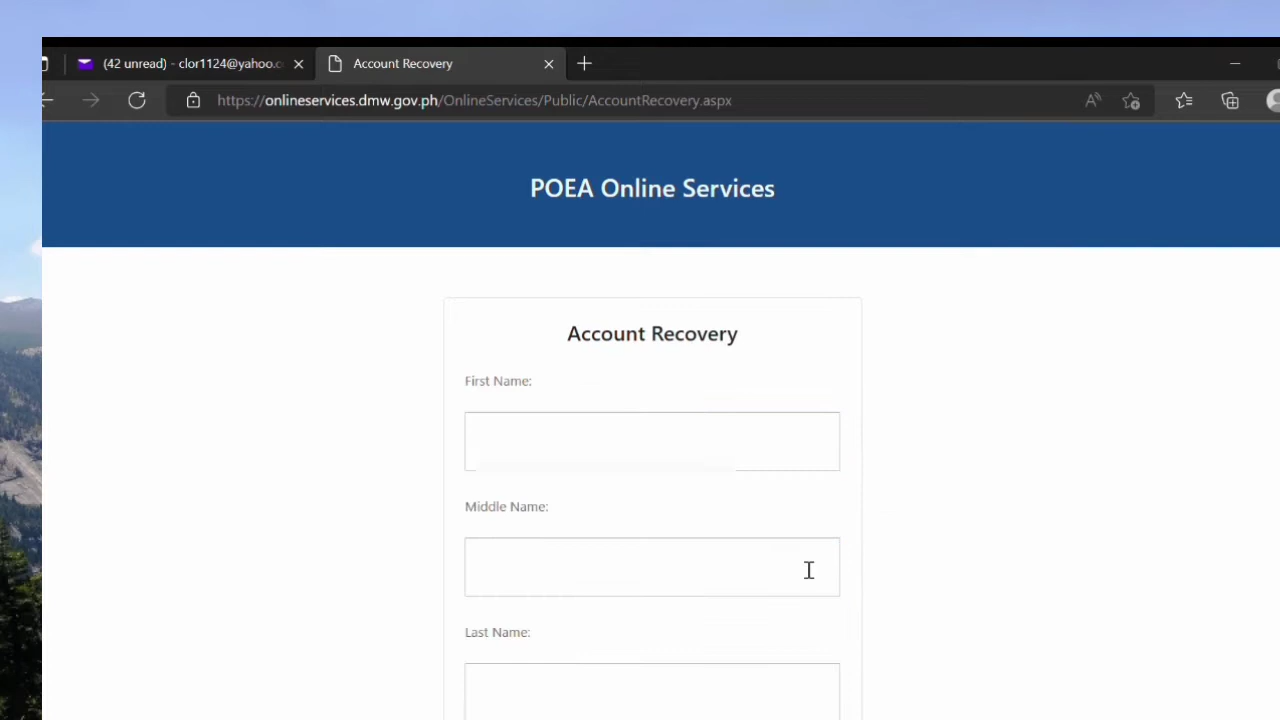 (42 unread) - clor1124@yahoo.c
Account Recovery
https://onlineservices.dmw.gov.ph/OnlineServices/Public/AccountRecovery.aspx
POEA Online Services
Account Recovery
First Name:
Middle Name:
Last Name: